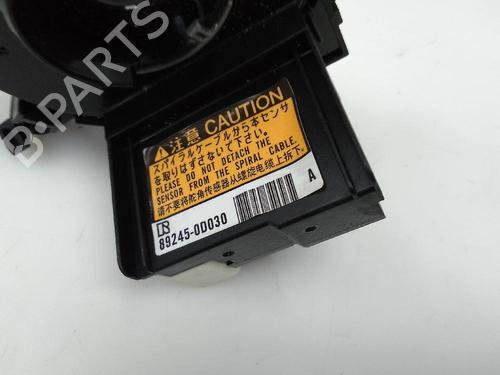 B-PARTS
⚠注意 CAUTION
スパイラルケーブルから本センサ
を取りはずさないで下さい。
PLEASE DO NOT DETACH THE
SENSOR FROM THE SPIRAL CABLE.
请不要将舵角传感器从螺旋电缆上拆下。
A
89245-0D030